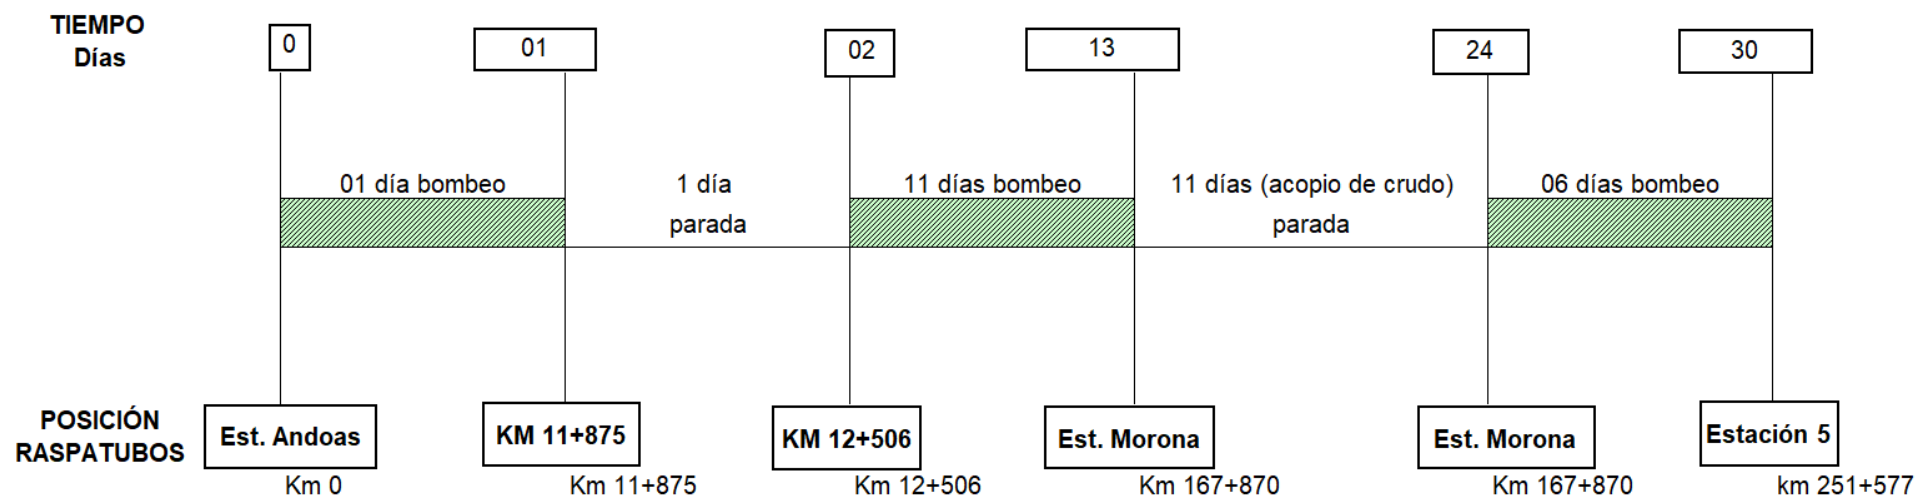 TIEMPO
Días
0
01
02
13
24
30
01 día bombeo
1 día
parada
11 días bombeo
11 días (acopio de crudo)
parada
06 días bombeo
POSICIÓN
RASPATUBOS
Est. Andoas
KM 11+875
KM 12+506
Est. Morona
Est. Morona
Estación 5
Km 0
Km 11+875
Km 12+506
Km 167+870
Km 167+870
km 251+577